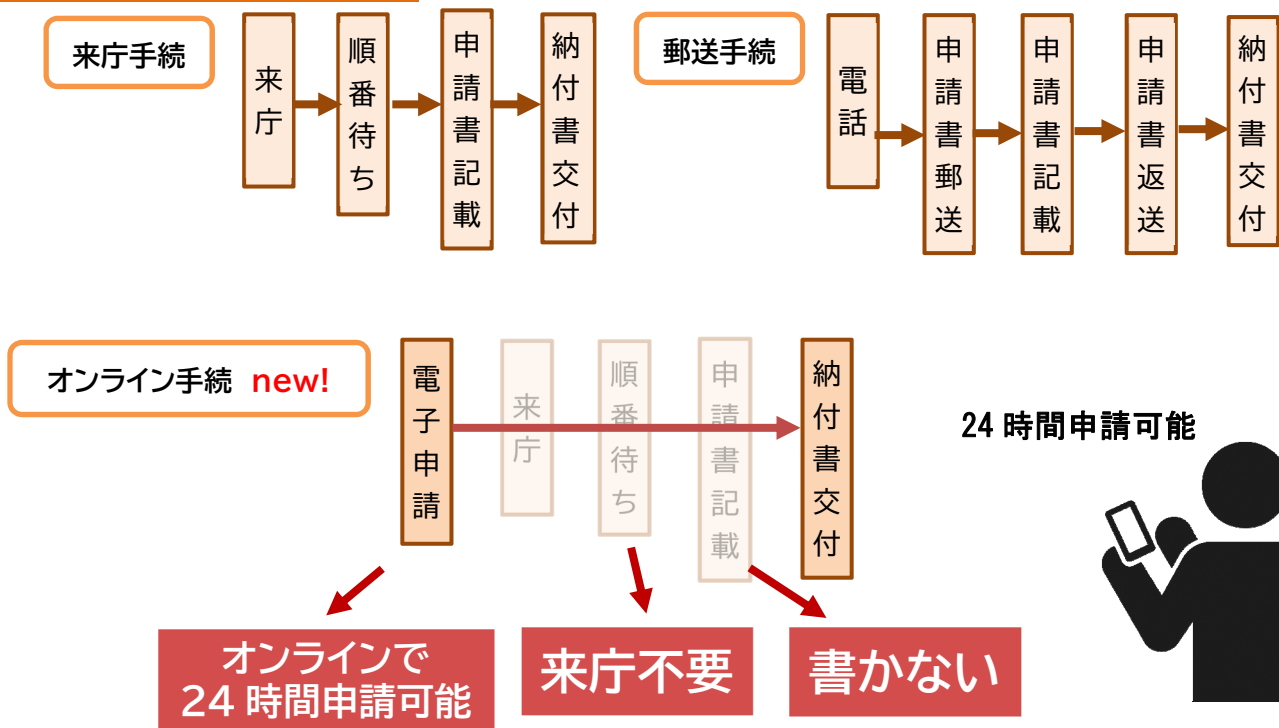 来庁手続
来庁
順番待ち
申請書記載
納付書交付
郵送手続
電話
申請書郵送
申請書記載
申請書返送
納付書交付
オンライン手続 new!
電子申請
来庁
順番待ち
申請書記載
納付書交付
24時間申請可能
オンラインで
24時間申請可能
来庁不要
書かない